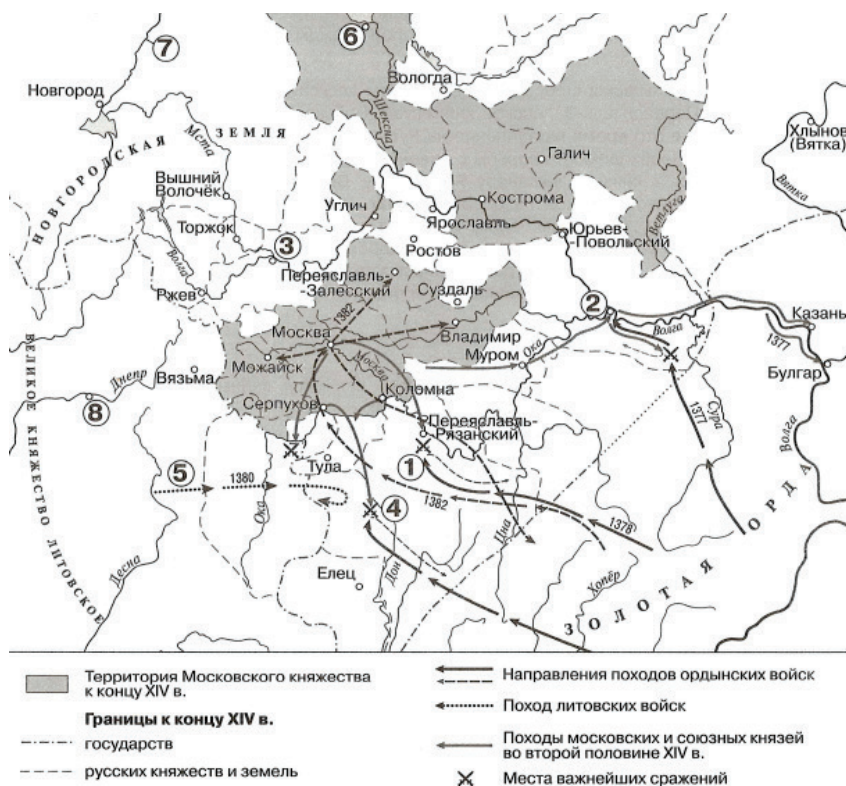 6
7
Вологда
Новгород
Шексна
Хлынов
(Вятка)
НОВГОРОДСКАЯ ЗЕМЛЯ
Мста
Галич
Вятка
Вышний
Волочёк
Кострома
Ветлуга
Углич
Торжок
Ярославль
Юрьев-
Повольский
3
Ростов
Волга
Переяславль-
Залесский
Суздаль
Ржев
1382
2
Казань
Москва
Владимир
Волга
1377
Муром
Ока
ВЕЛИКОЕ КНЯЖЕСТВО ЛИТОВСКОЕ
Днепр
Вязьма
Можайск
Москва
Булгар
8
Коломна
Серпухов
Переяславль-
Рязанский
Сура
1377
Волга
Тула
1
5
1380
1382
1378
4
Ока
Цна
Десна
Елец
Дон
Хопёр
ЗОЛОТАЯ ОРДА
Территория Московского княжества
к концу XIV в.
Границы к концу XIV в.
государств
русских княжеств и земель
Направления походов ордынских войск
Поход литовских войск
Походы московских и союзных князей
во второй половине XIV в.
Места важнейших сражений